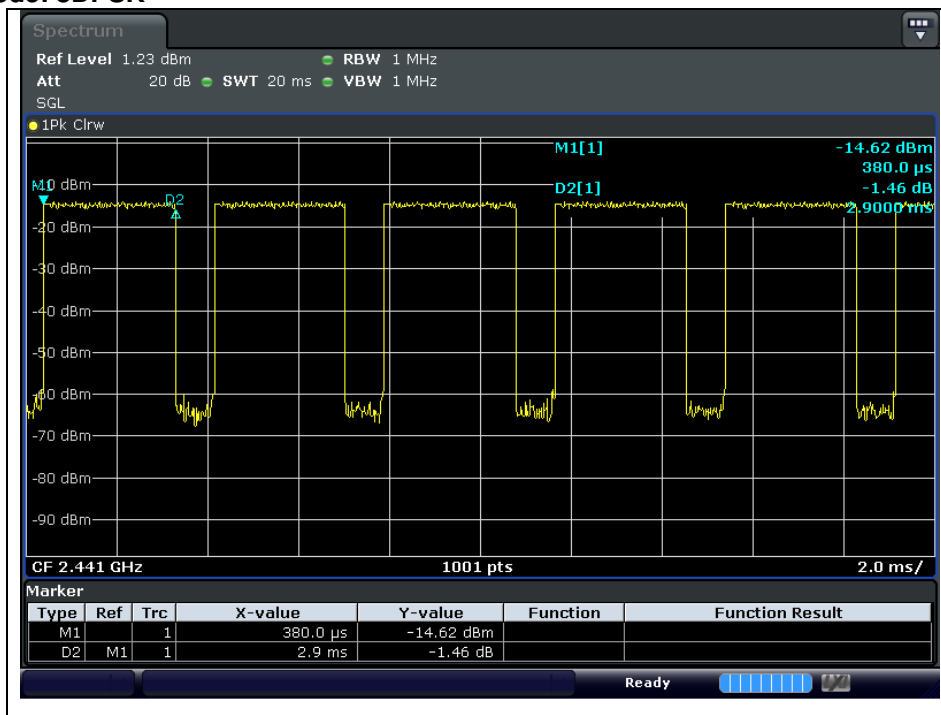 Spectrum
Ref Level 1.23 dBm RBW 1 MHz
Att 20 dB SWT 20 ms VBW 1 MHz
SGL
1Pk Clrw
M1[1] -14.62 dBm
380.0 µs
D2[1] -1.46 dB
2.9000 ms
M1
D2
dBm
-20 dBm
-30 dBm
-40 dBm
-50 dBm
-60 dBm
-70 dBm
-80 dBm
-90 dBm
CF 2.441 GHz 1001 pts 2.0 ms/
Marker
Type Ref Trc X-value Y-value Function Function Result
M1 1 380.0 µs -14.62 dBm
D2 M1 1 2.9 ms -1.46 dB
Ready